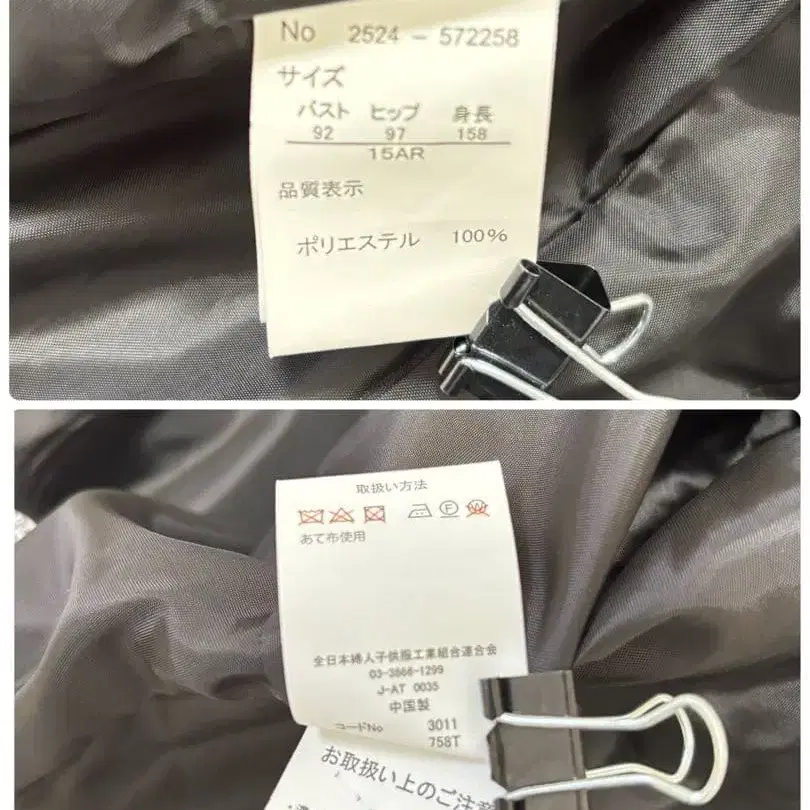 No 2524-572258
サイズ
バスト ヒップ 身長
92 97 158
15AR
品質表示
ポリエステル 100%
取扱い方法
F W
あて布使用
全日本婦人子供服工業組合連合会
03-3866-1299
J-AT 0035
中国製
コードNo 3011
758T
お取扱い上のご注意